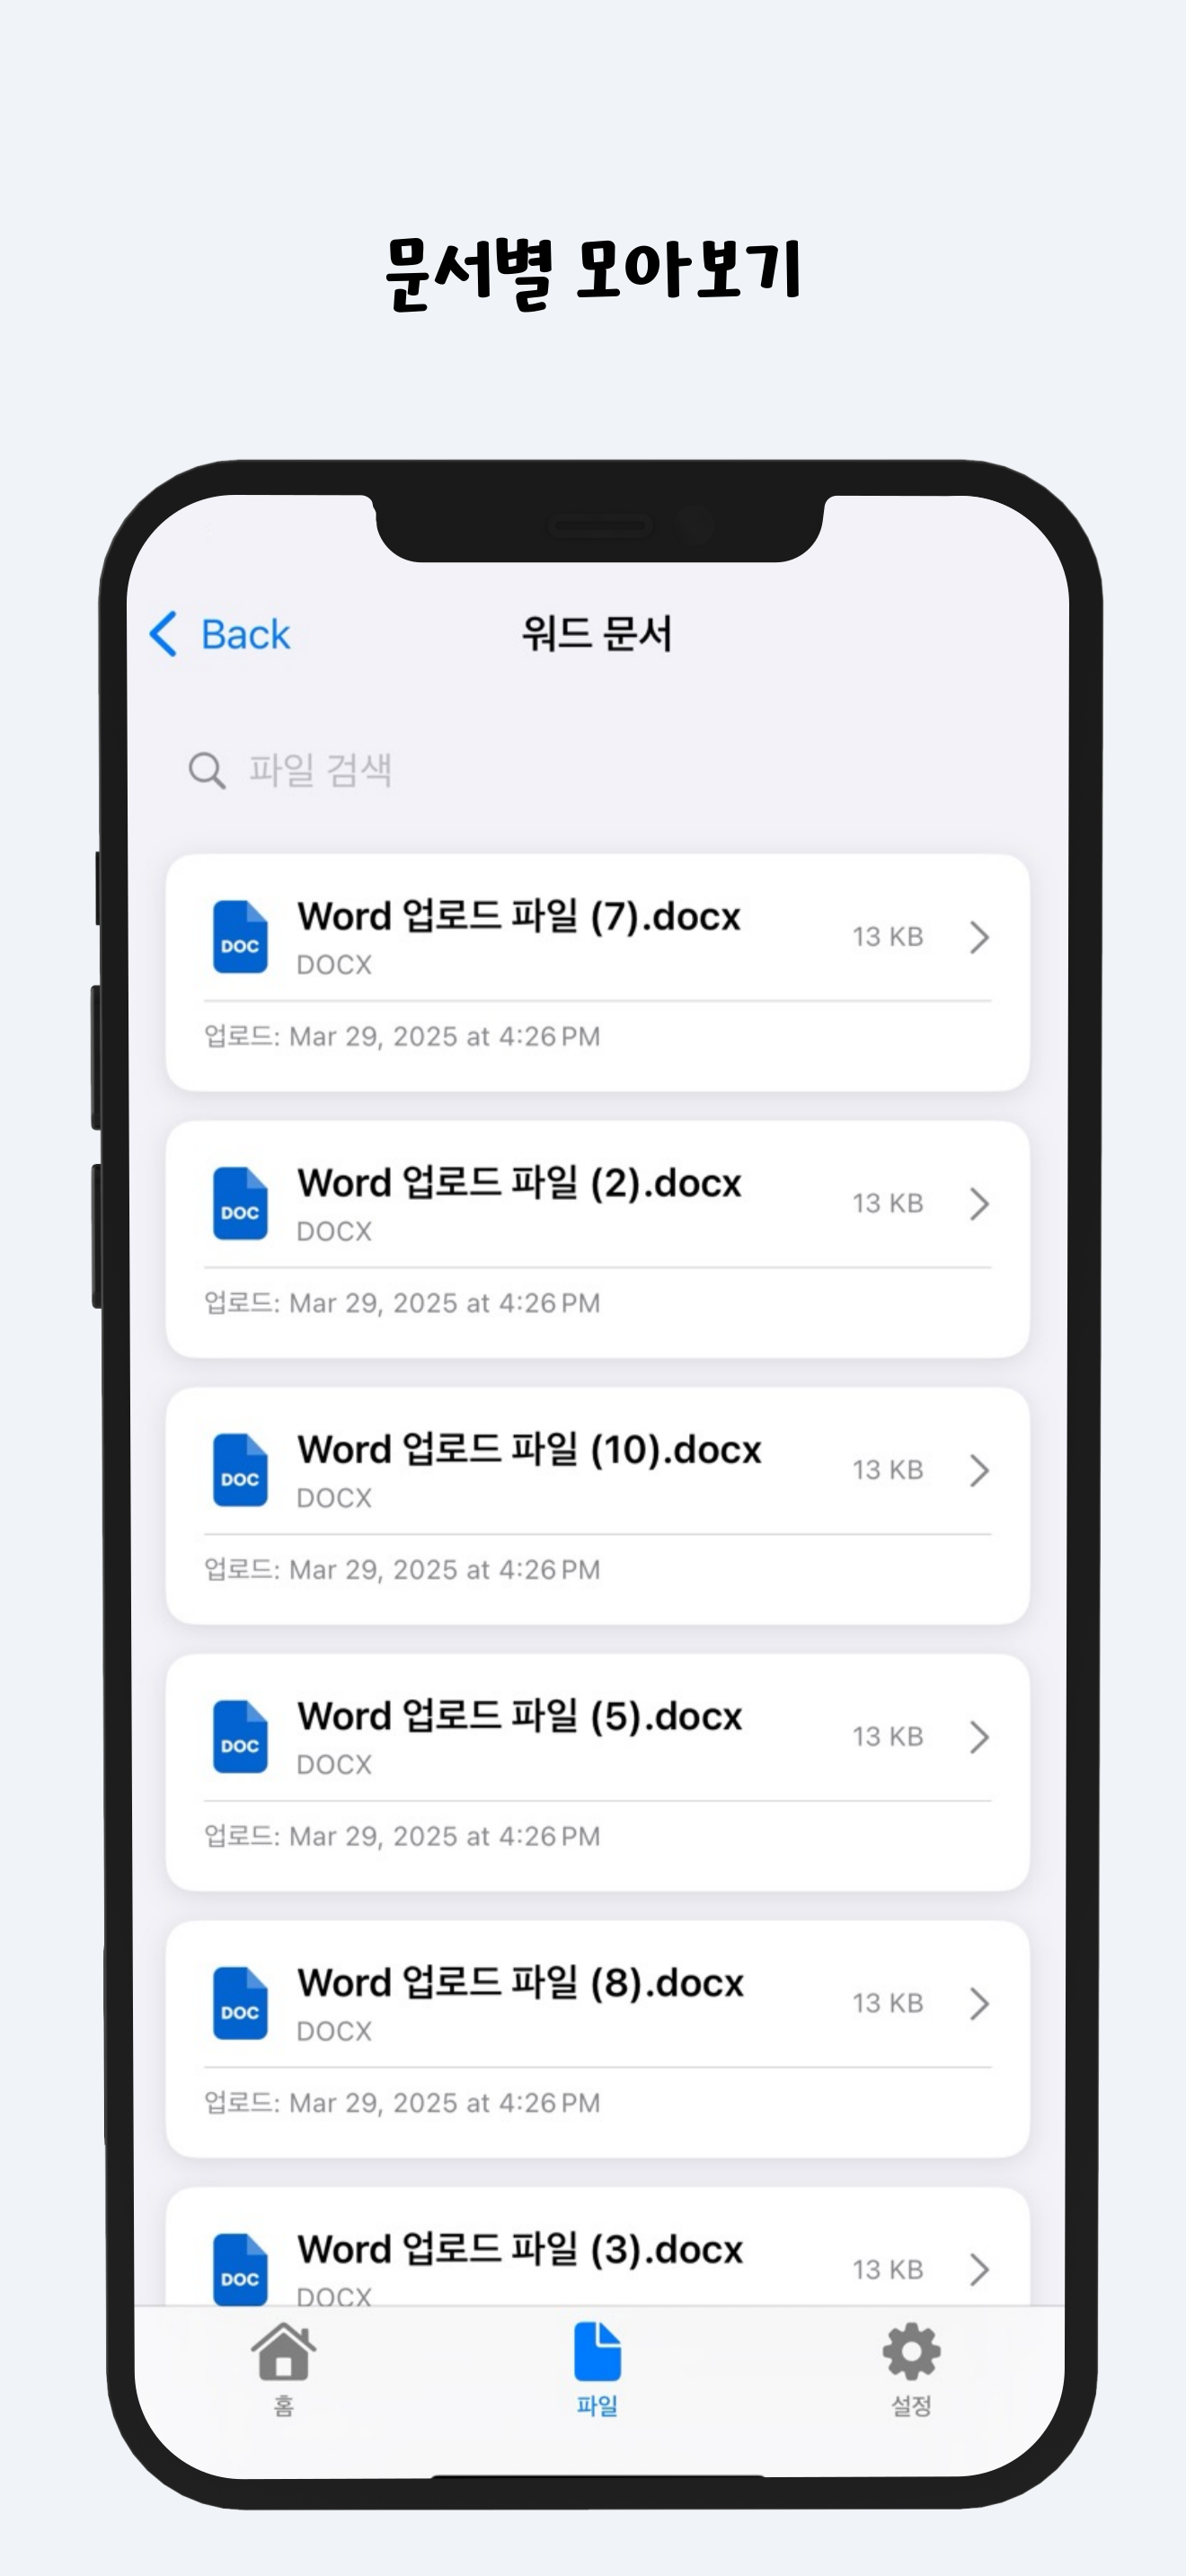 문서별 모아보기
Back
워드 문서
파일 검색
DOC
Word 업로드 파일 (7).docx
13 KB
DOCX
업로드: Mar 29, 2025 at 4:26 PM
DOC
Word 업로드 파일 (2).docx
13 KB
DOCX
업로드: Mar 29, 2025 at 4:26 PM
DOC
Word 업로드 파일 (10).docx
13 KB
DOCX
업로드: Mar 29, 2025 at 4:26 PM
DOC
Word 업로드 파일 (5).docx
13 KB
DOCX
업로드: Mar 29, 2025 at 4:26 PM
DOC
Word 업로드 파일 (8).docx
13 KB
DOCX
업로드: Mar 29, 2025 at 4:26 PM
DOC
Word 업로드 파일 (3).docx
13 KB
DOCX
홈
파일
설정